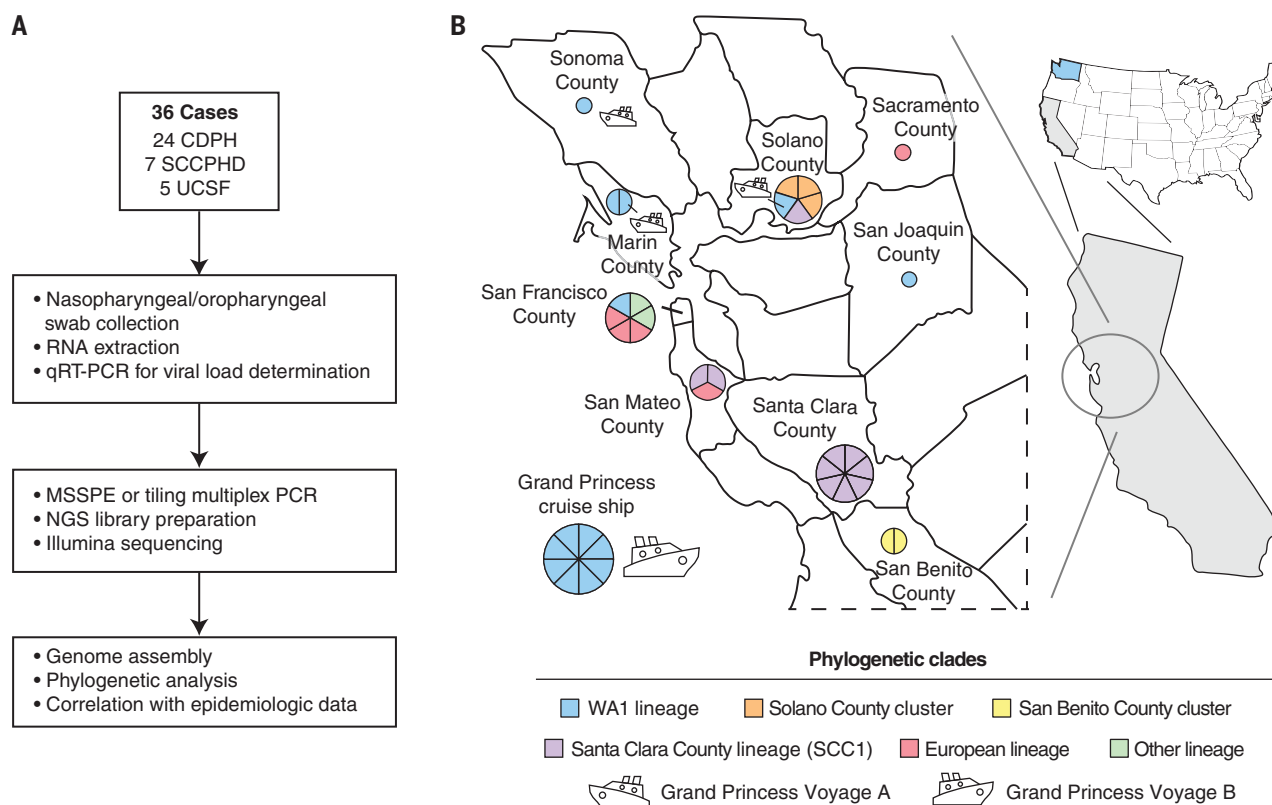 A
36 Cases
24 CDPH
7 SCCPHD
5 UCSF
• Nasopharyngeal/oropharyngeal
swab collection
• RNA extraction
• qRT-PCR for viral load determination
• MSSPE or tiling multiplex PCR
• NGS library preparation
• Illumina sequencing
• Genome assembly
• Phylogenetic analysis
• Correlation with epidemiologic data
B
Sonoma
County
Solano
County
Sacramento
County
Marin
County
San Joaquin
County
San Francisco
County
San Mateo
County
Santa Clara
County
Grand Princess
cruise ship
San Benito
County
Phylogenetic clades
WA1 lineage
Solano County cluster
San Benito County cluster
Santa Clara County lineage (SCC1)
European lineage
Other lineage
Grand Princess Voyage A
Grand Princess Voyage B